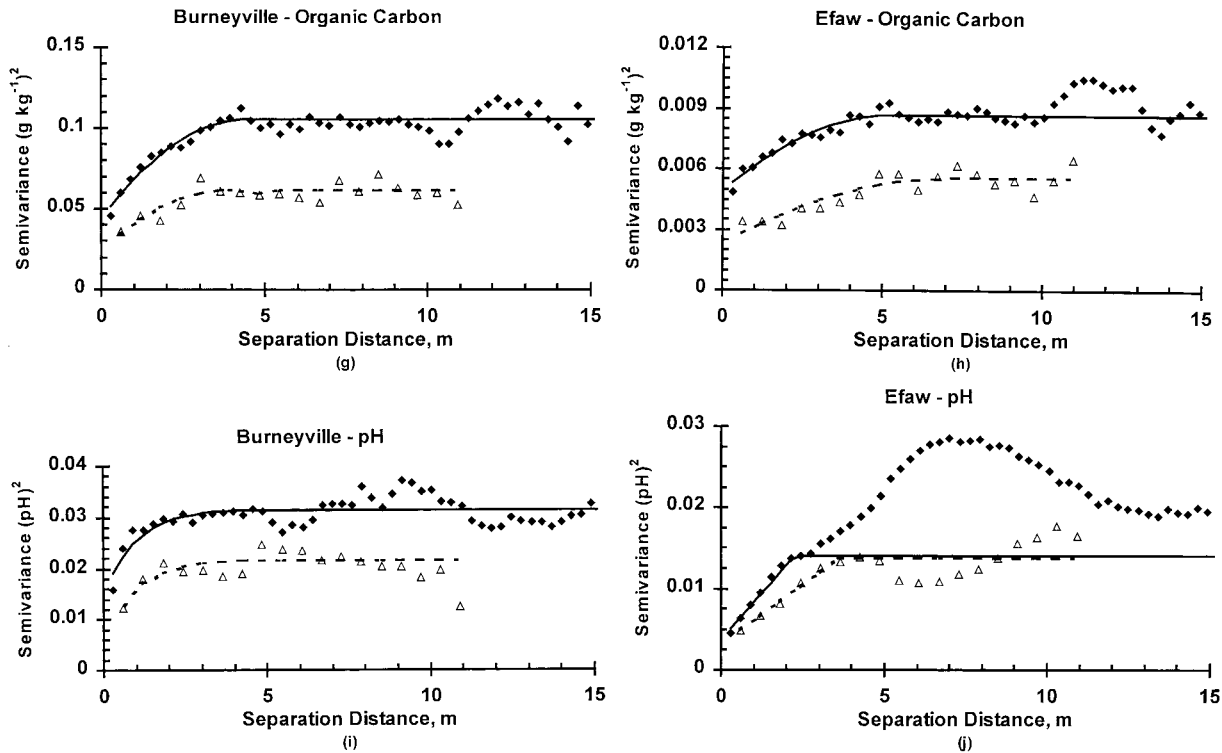 Burneyville - Organic Carbon
Semivariance (g kg⁻¹)²
0.15
0.1
0.05
0
0 5 10 15
Separation Distance, m
(g)
Efaw - Organic Carbon
Semivariance (g kg⁻¹)²
0.012
0.009
0.006
0.003
0
0 5 10 15
Separation Distance, m
(h)
Burneyville - pH
Semivariance (pH)²
0.04
0.03
0.02
0.01
0
0 5 10 15
Separation Distance, m
(i)
Efaw - pH
Semivariance (pH)²
0.03
0.02
0.01
0
0 5 10 15
Separation Distance, m
(j)